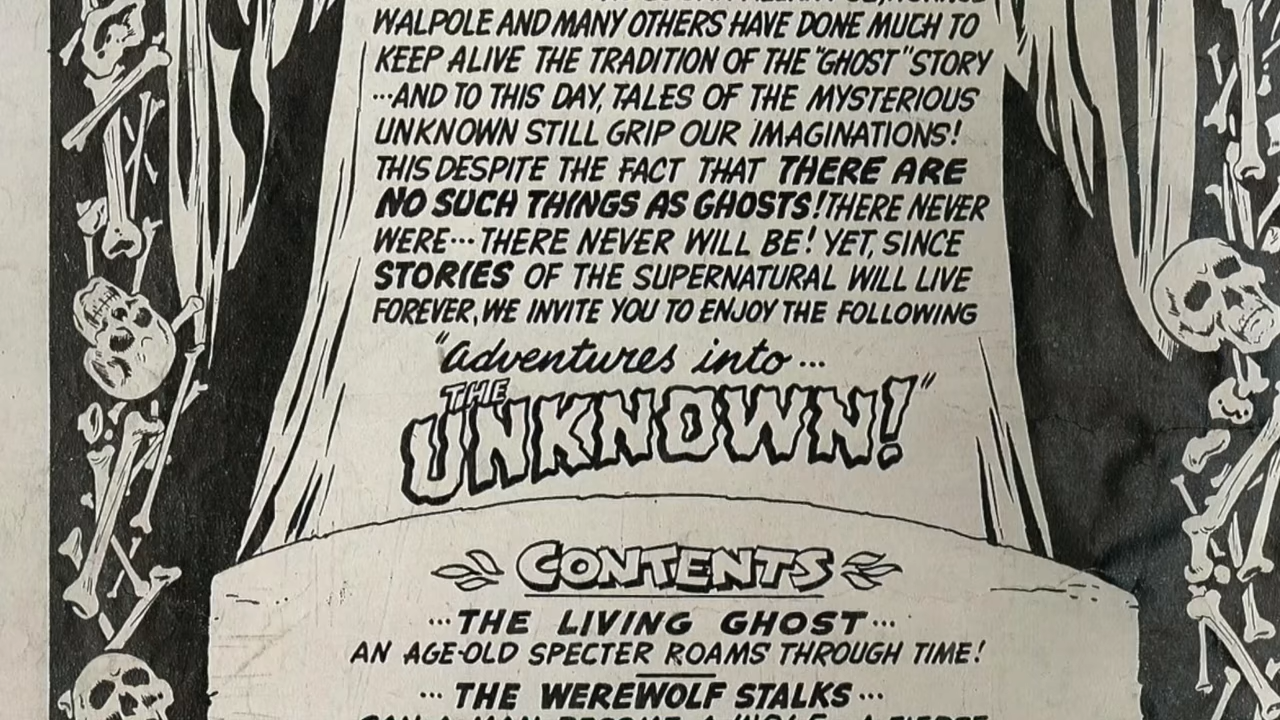 WALPOLE AND MANY OTHERS HAVE DONE MUCH TO
KEEP ALIVE THE TRADITION OF THE "GHOST" STORY
...AND TO THIS DAY, TALES OF THE MYSTERIOUS
UNKNOWN STILL GRIP OUR IMAGINATIONS!
THIS DESPITE THE FACT THAT THERE ARE
NO SUCH THINGS AS GHOSTS! THERE NEVER
WERE... THERE NEVER WILL BE! YET, SINCE
STORIES OF THE SUPERNATURAL WILL LIVE
FOREVER, WE INVITE YOU TO ENJOY THE FOLLOWING
"Adventures into...
THE
UNKNOWN!"
CONTENTS
...THE LIVING GHOST...
AN AGE-OLD SPECTER ROAMS THROUGH TIME!
...THE WEREWOLF STALKS...